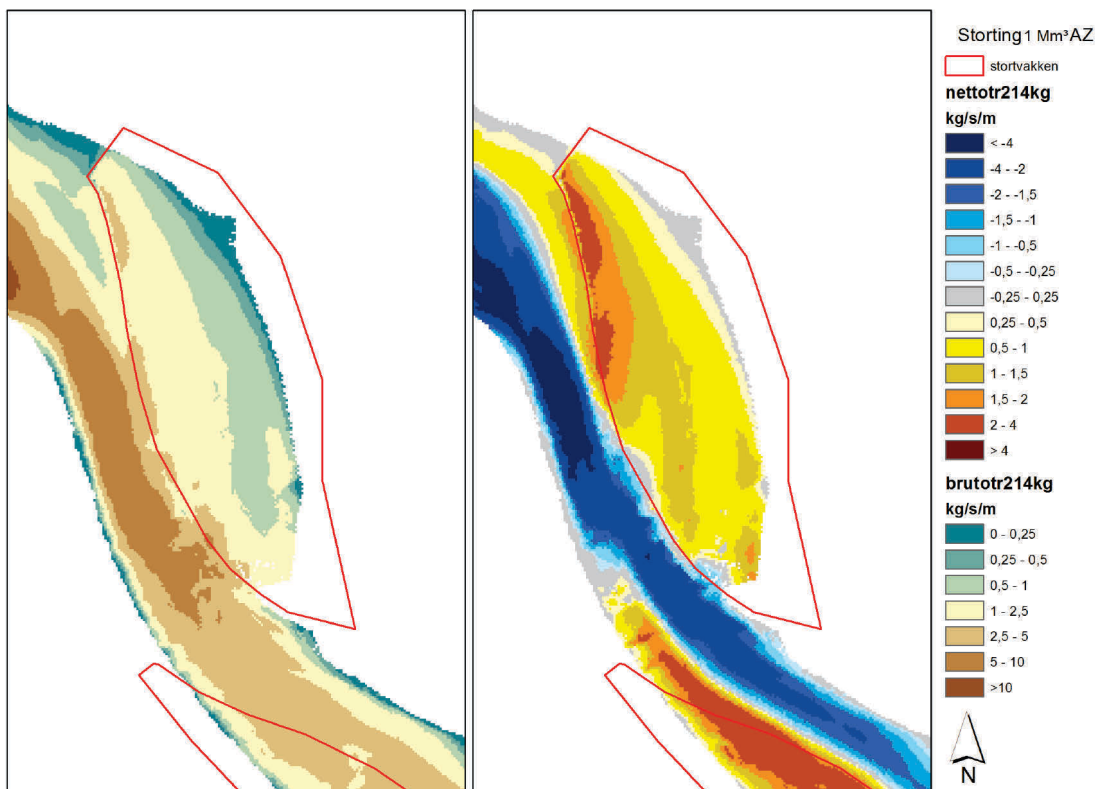 Storting 1 Mm³AZ
stortvakken
nettotr214kg
kg/s/m
< -4
-4 - -2
-2 - -1,5
-1,5 - -1
-1 - -0,5
-0,5 - -0,25
-0,25 - 0,25
0,25 - 0,5
0,5 - 1
1 - 1,5
1,5 - 2
2 - 4
> 4
brutotr214kg
kg/s/m
0 - 0,25
0,25 - 0,5
0,5 - 1
1 - 2,5
2,5 - 5
5 - 10
>10
N